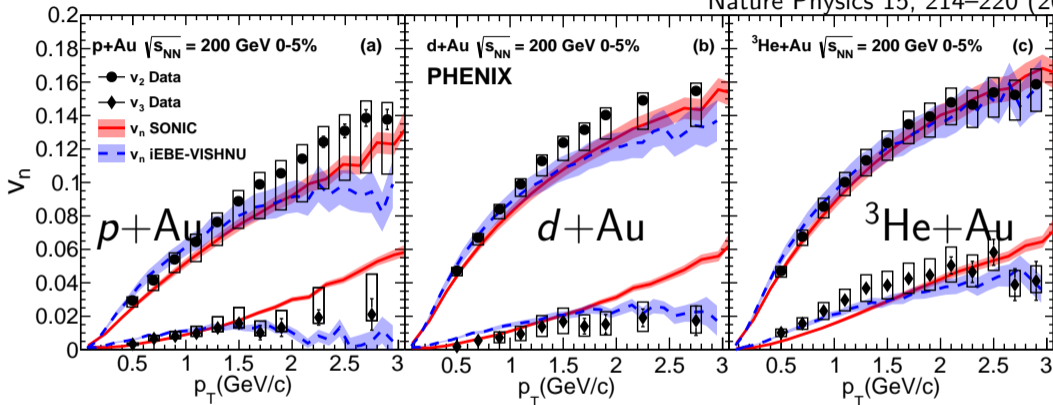 Nature Physics 15, 214–220 (20
p+Au √sNN = 200 GeV 0-5% (a)
v2 Data
v3 Data
vn SONIC
vn iEBE-VISHNU
p+Au
d+Au √sNN = 200 GeV 0-5% (b)
PHENIX
d+Au
3He+Au √sNN = 200 GeV 0-5% (c)
3He+Au
vn
0.2
0.18
0.16
0.14
0.12
0.1
0.08
0.06
0.04
0.02
0
0.5 1 1.5 2 2.5 3
0.5 1 1.5 2 2.5 3
0.5 1 1.5 2 2.5 3
pT(GeV/c)
pT(GeV/c)
pT(GeV/c)